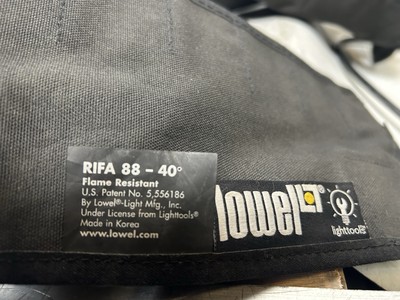 RIFA 88 - 40°
Flame Resistant
U.S. Patent No. 5,556186
By Lowel®-Light Mfg., Inc.
Under License from Lighttools®
Made in Korea
www.lowel.com
lowel
lighttools